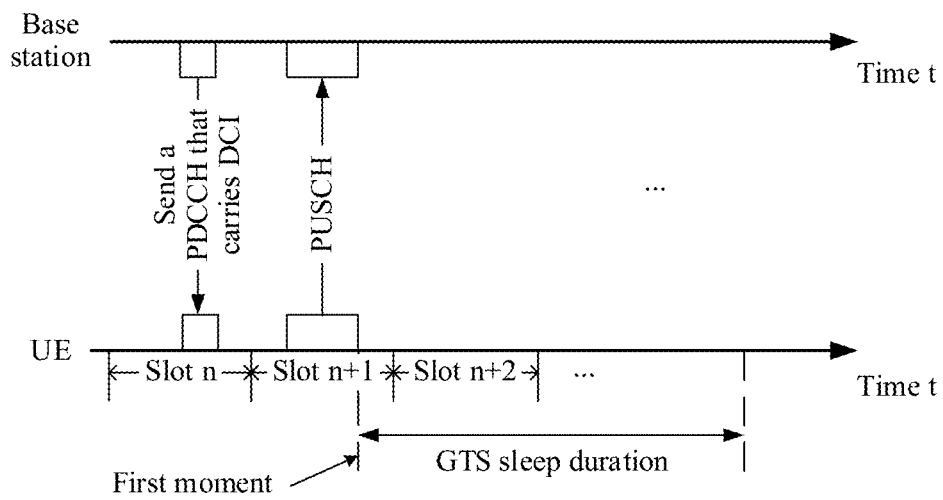 Base
station
Time t
Send a
PDCCH that
carries DCI
PUSCH
...
UE
Slot n
Slot n+1
Slot n+2
...
Time t
GTS sleep duration
First moment